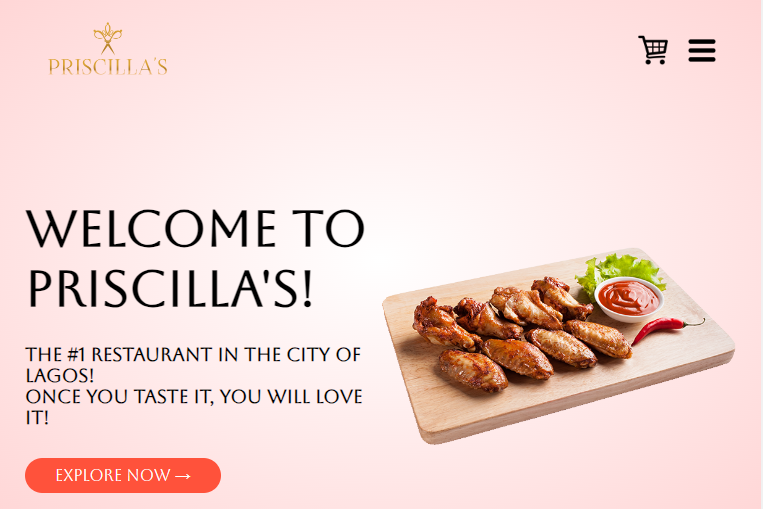 PRISCILLA'S
WELCOME TO
PRISCILLA'S!
THE #1 RESTAURANT IN THE CITY OF
LAGOS!
ONCE YOU TASTE IT, YOU WILL LOVE
IT!
EXPLORE NOW →